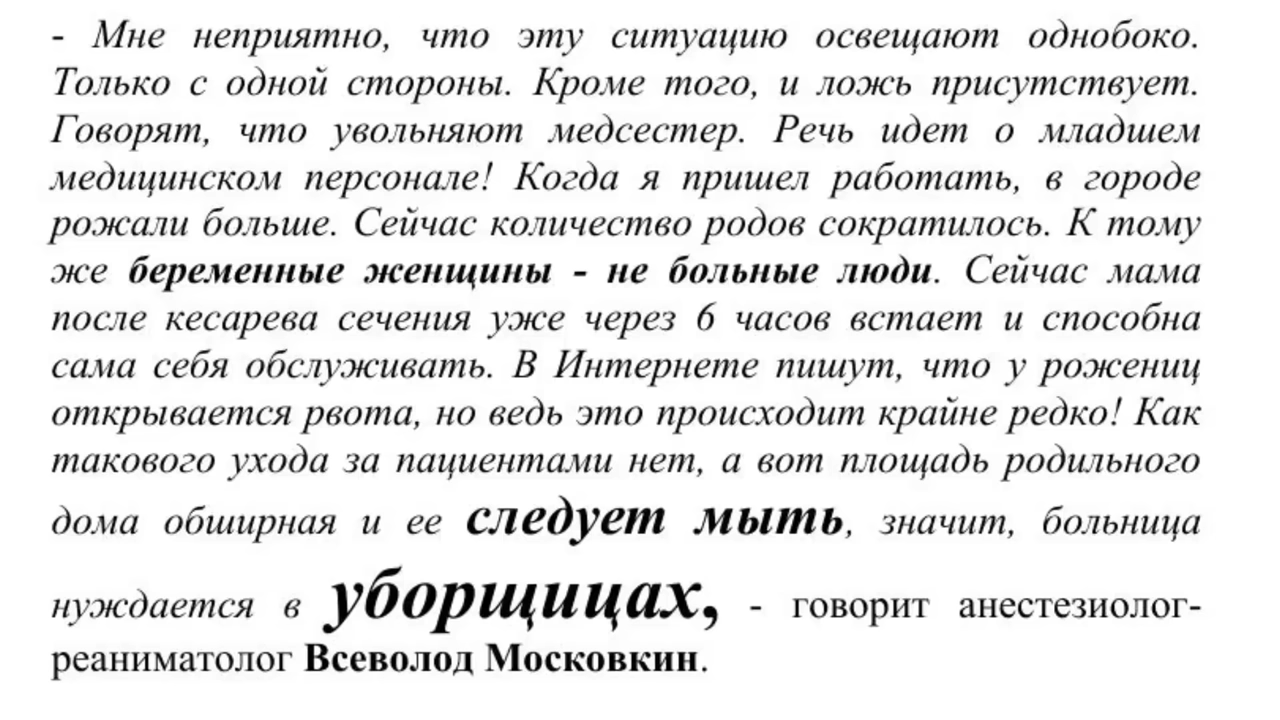 - Мне неприятно, что эту ситуацию освещают однобоко.
Только с одной стороны. Кроме того, и ложь присутствует.
Говорят, что увольняют медсестер. Речь идет о младшем
медицинском персонале! Когда я пришел работать, в городе
рожали больше. Сейчас количество родов сократилось. К тому
же беременные женщины - не больные люди. Сейчас мама
после кесарева сечения уже через 6 часов встает и способна
сама себя обслуживать. В Интернете пишут, что у рожениц
открывается рвота, но ведь это происходит крайне редко! Как
такового ухода за пациентами нет, а вот площадь родильного
дома обширная и ее следует мыть, значит, больница
нуждается в уборщицах, - говорит анестезиолог-
реаниматолог Всеволод Московкин.